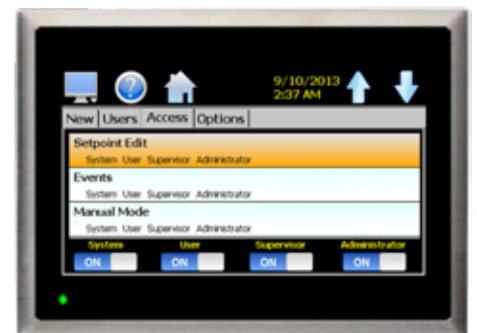 9/10/2013
2:37 AM
New Users Access Options
Setpoint Edit
System User Supervisor Administrator
Events
System User Supervisor Administrator
Manual Mode
System User Supervisor Administrator
System User Supervisor Administrator
ON ON ON ON